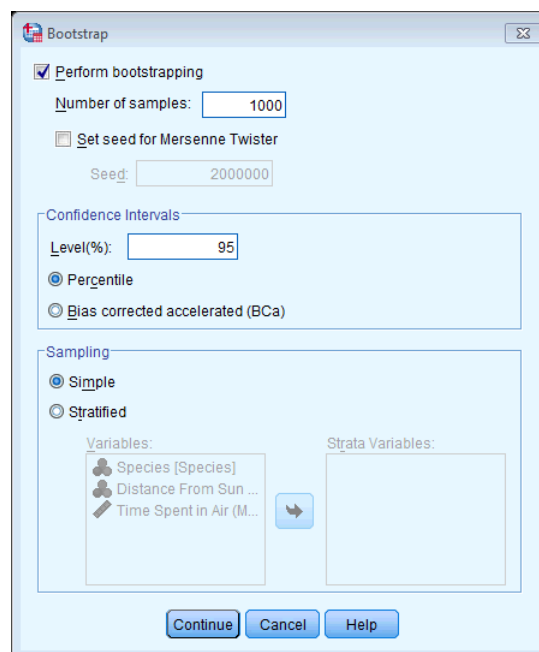 Bootstrap
Perform bootstrapping
Number of samples: 1000
Set seed for Mersenne Twister
Seed: 2000000
Confidence Intervals
Level(%): 95
Percentile
Bias corrected accelerated (BCa)
Sampling
Simple
Stratified
Variables: Strata Variables:
Species [Species]
Distance From Sun ...
Time Spent in Air (M...
Continue Cancel Help